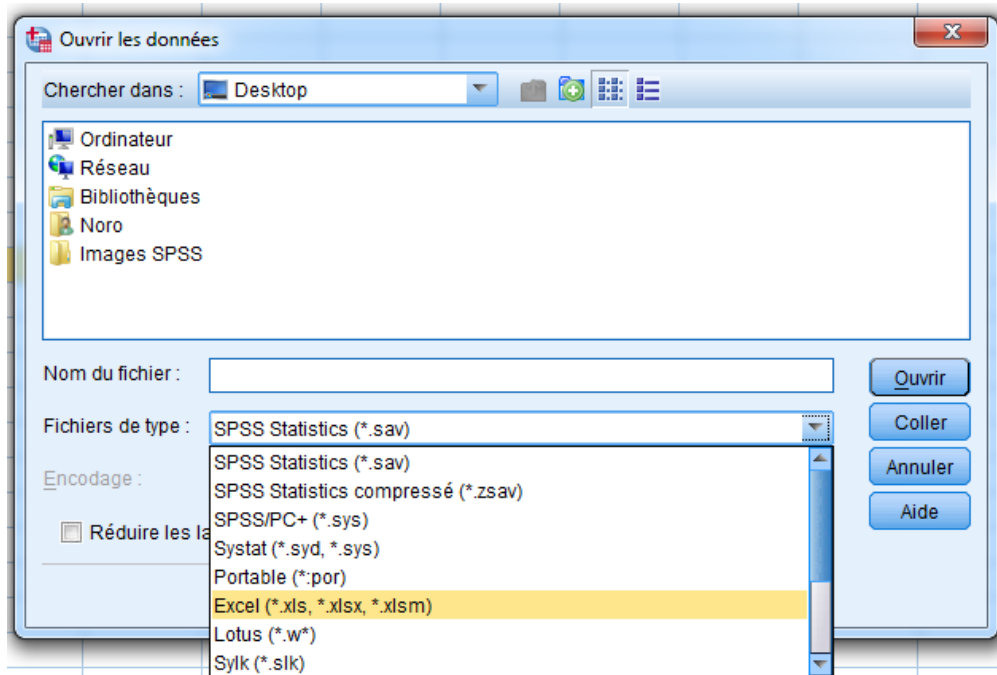 Ouvrir les données
Chercher dans : Desktop
Ordinateur
Réseau
Bibliothèques
Noro
Images SPSS
Nom du fichier :
Ouvrir
Fichiers de type : SPSS Statistics (*.sav)
Coller
SPSS Statistics (*.sav)
Encodage :
Annuler
SPSS Statistics compressé (*.zsav)
SPSS/PC+ (*.sys)
Aide
Réduire les la
Systat (*.syd, *.sys)
Portable (*:por)
Excel (*.xls, *.xlsx, *.xlsm)
Lotus (*.w*)
Sylk (*.slk)